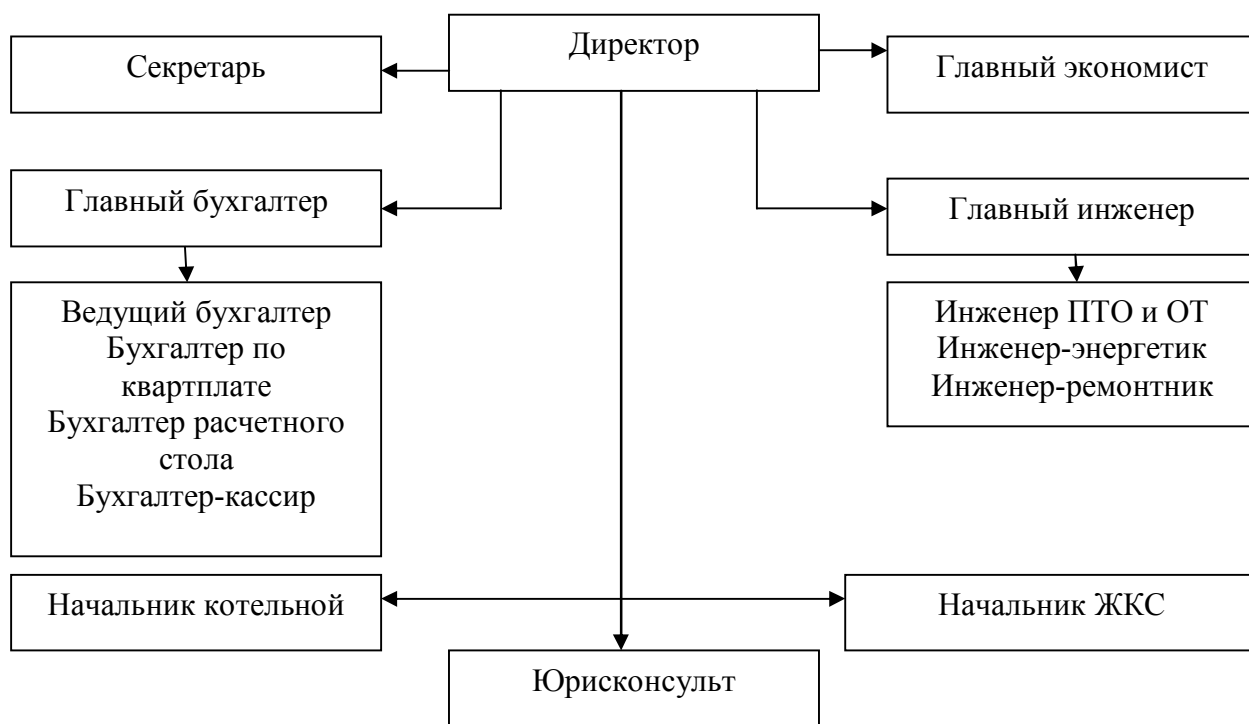 Директор
Секретарь
Главный экономист
Главный бухгалтер
Главный инженер
Ведущий бухгалтер
Бухгалтер по
квартплате
Бухгалтер расчетного
стола
Бухгалтер-кассир
Инженер ПТО и ОТ
Инженер-энергетик
Инженер-ремонтник
Начальник котельной
Начальник ЖКС
Юрисконсульт